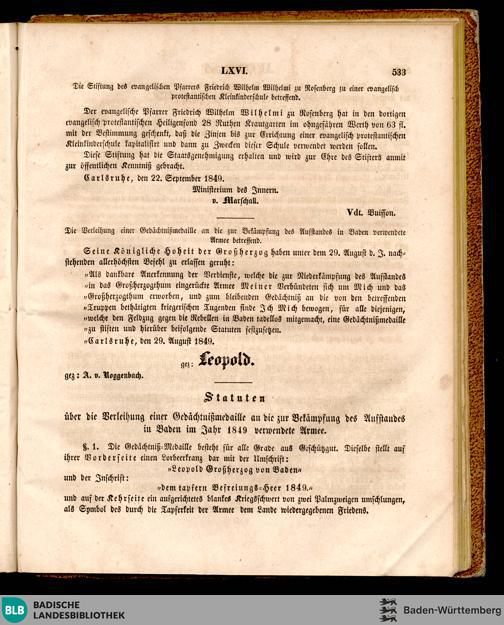 LXVI. 533
Die Stiftung des evangelischen Pfarrers Friedrich Wilhelm Wilhelmi zu Rosenberg zu einer evangelisch
protestantischen Kleinkinderschule betreffend.
Der evangelische Pfarrer Friedrich Wilhelm Wilhelmi zu Rosenberg hat in den dortigen
evangelisch protestantischen Heiligenfond 28 Ruthen Krautgarten im ohngefähren Werth von 63 fl.
mit der Bestimmung geschenkt, daß die Zinsen bis zur Errichtung einer evangelisch protestantischen
Kleinkinderschule kapitalisirt und dann zu Zwecken dieser Schule verwendet werden sollen.
Diese Stiftung hat die Staatsgenehmigung erhalten und wird zur Ehre des Stifters anmit
zur öffentlichen Kenntniß gebracht.
Carlsruhe, den 22. September 1849.
Ministerium des Innern.
v. Marschall.
Vdt. Buisson.
Die Verleihung einer Gedächtnißmedaille an die zur Bekämpfung des Aufstandes in Baden verwendete
Armee betreffend.
Seine Königliche Hoheit der Großherzog haben unter dem 29. August d. J. nach-
stehenden allerhöchsten Befehl zu erlassen geruht:
„Als dankbare Anerkennung der Verdienste, welche die zur Niederkämpfung des Aufstandes
„in das Großherzogthum eingerückte Armee Meiner Verbündeten sich um Mich und das
„Großherzogthum erworben, und zum bleibenden Gedächtniß an die von den betreffenden
„Truppen bethätigten kriegerischen Tugenden finde Ich Mich bewogen, für alle diejenigen,
„welche den Feldzug gegen die Rebellen in Baden tadellos mitgemacht, eine Gedächtnißmedaille
„zu stiften und hierüber beifolgende Statuten festzusetzen.
„Carlsruhe, den 29. August 1849.
gez: Leopold.
gez: A. v. Roggenbach.
Statuten
über die Verleihung einer Gedächtnißmedaille an die zur Bekämpfung des Aufstandes
in Baden im Jahr 1849 verwendete Armee.
§. 1. Die Gedächtniß-Medaille besteht für alle Grade aus Geschützgut. Dieselbe stellt auf
ihrer Vorderseite einen Lorbeerkranz dar mit der Umschrift:
„Leopold Großherzog von Baden“
und der Inschrift:
„dem tapfern Befreiungs-Heer 1849.“
und auf der Kehrseite ein aufgerichtetes blankes Kriegsschwert von zwei Palmzweigen umschlungen,
als Symbol des durch die Tapferkeit der Armee dem Lande wiedergegebenen Friedens.
BLB BADISCHE
LANDESBIBLIOTHEK
Baden-Württemberg